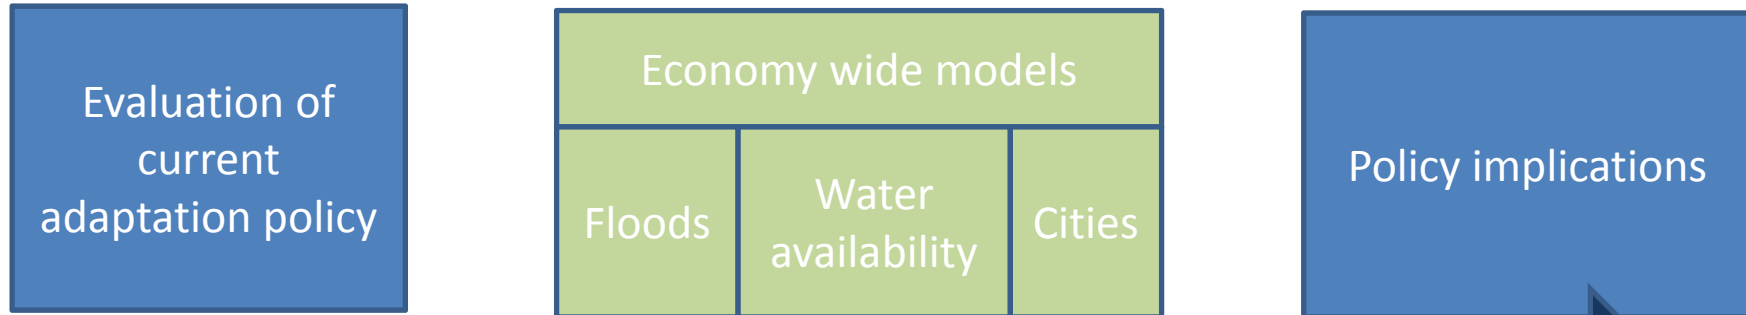 Evaluation of
current
adaptation policy
Economy wide models
Floods
Water
availability
Cities
Policy implications